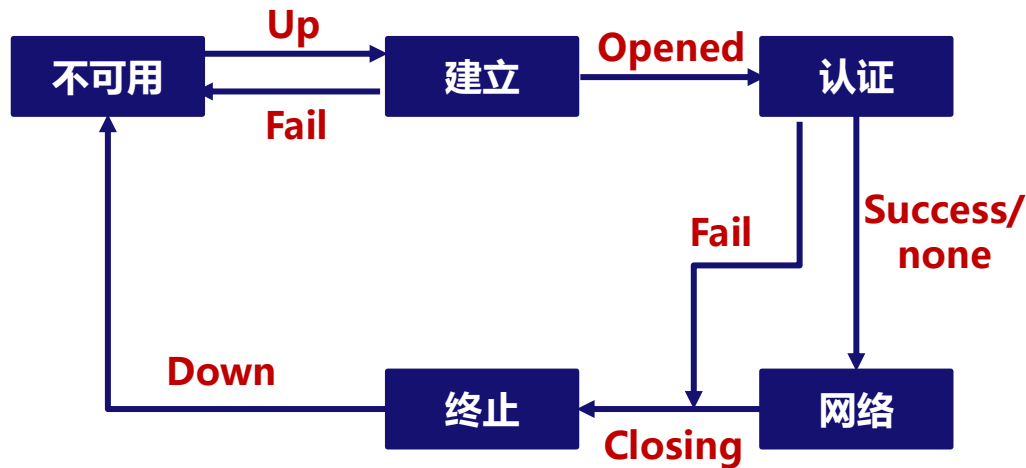 Up
不可用
建立
Opened
认证
Fail
Fail
Success/
none
Down
终止
网络
Closing